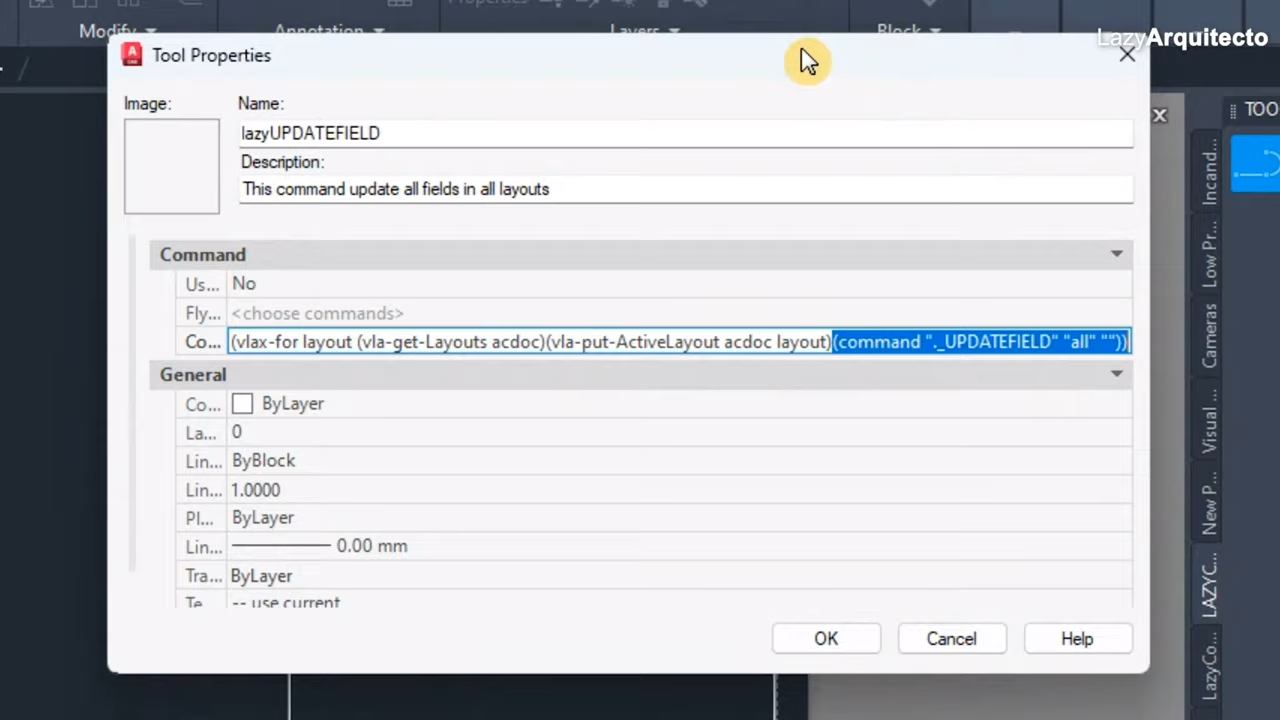 Modify
Annotation
Layers
Block
LazyArquitecto
Tool Properties
Image:
Name:
lazyUPDATEFIELD
Description:
This command update all fields in all layouts
TOO
Command
Us... No
Fly... <choose commands>
Co... (vlax-for layout (vla-get-Layouts acdoc)(vla-put-ActiveLayout acdoc layout)(command "._UPDATEFIELD" "all" ""))
General
Co... ByLayer
La... 0
Lin... ByBlock
Lin... 1.0000
Pl... ByLayer
Lin... 0.00 mm
Tra... ByLayer
Te -- use current
OK
Cancel
Help
Incand...
Low Pr...
Cameras
Visual ...
New P...
LAZYC...
LazyCo...